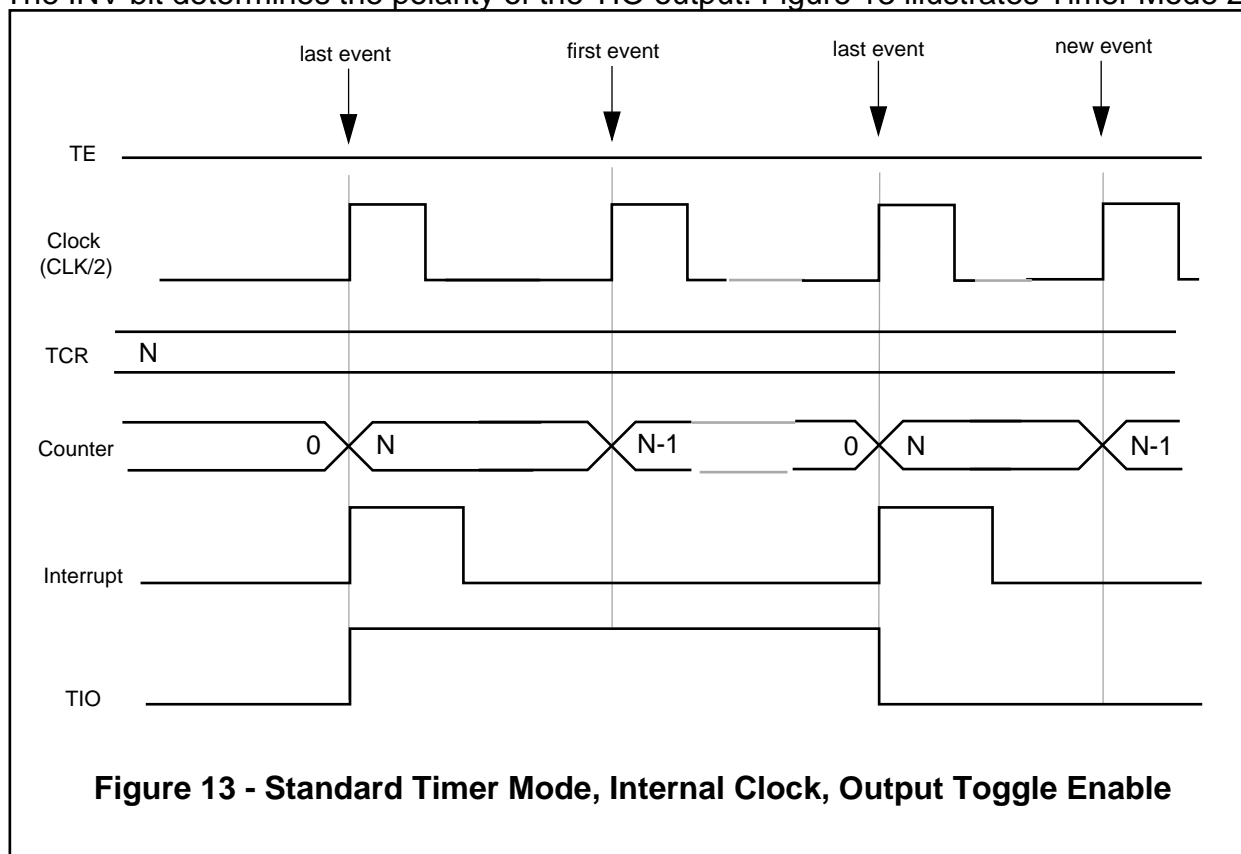 The INV bit determines the polarity of the TIO output. Figure 13 illustrates Timer Mode 2
last event first event last event new event
TE
Clock
(CLK/2)
TCR N
Counter 0 N N-1 0 N N-1
Interrupt
TIO
Figure 13 - Standard Timer Mode, Internal Clock, Output Toggle Enable